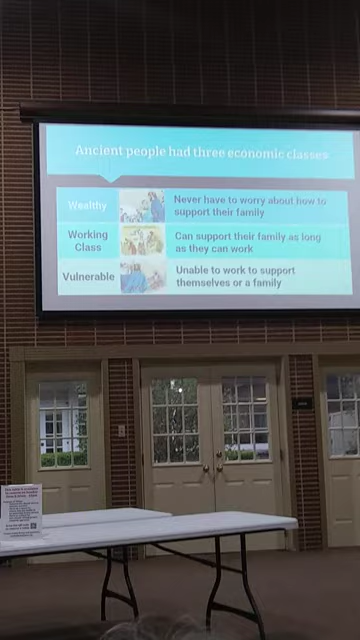 Ancient people had three economic classes
Wealthy
Never have to worry about how to
support their family
Working
Class
Can support their family as long
as they can work
Vulnerable
Unable to work to support
themselves or a family